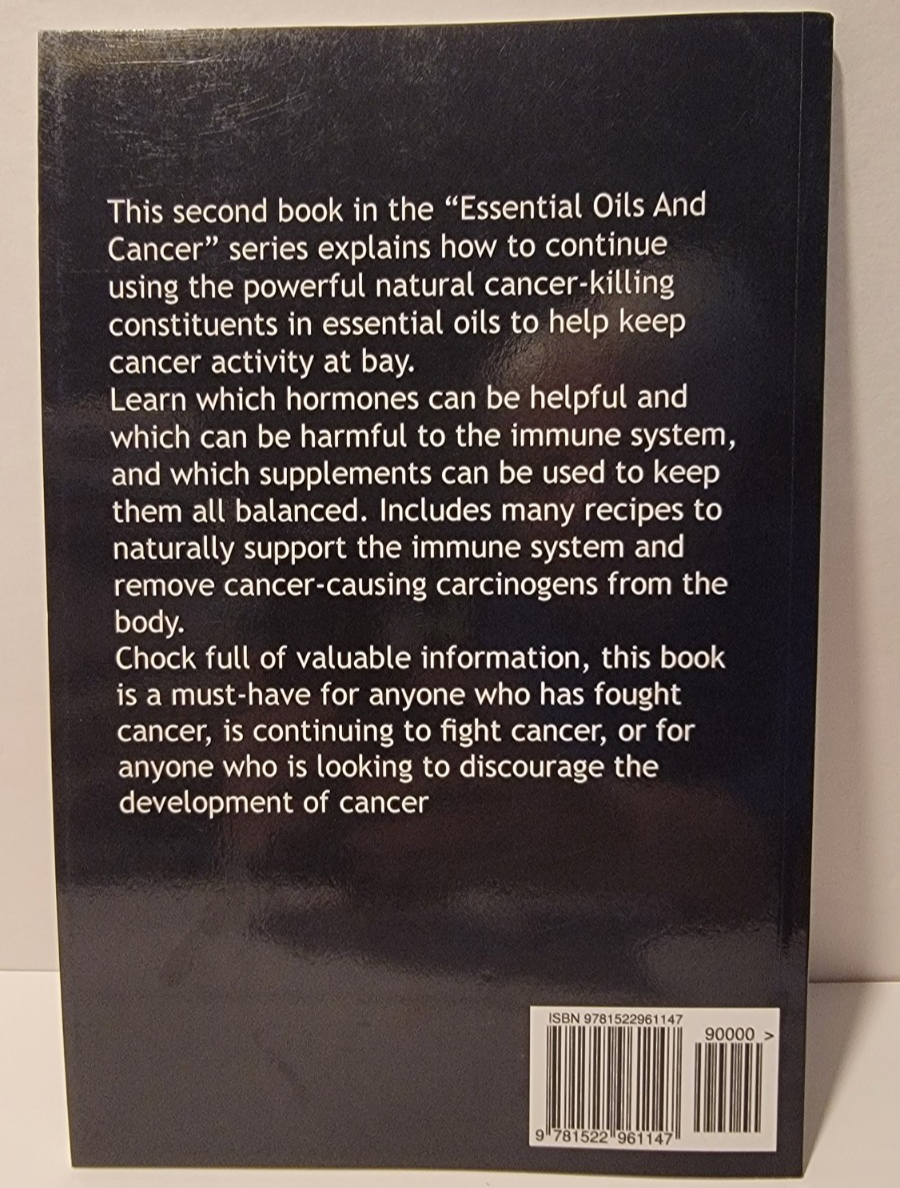 This second book in the “Essential Oils And
Cancer” series explains how to continue
using the powerful natural cancer-killing
constituents in essential oils to help keep
cancer activity at bay.
Learn which hormones can be helpful and
which can be harmful to the immune system,
and which supplements can be used to keep
them all balanced. Includes many recipes to
naturally support the immune system and
remove cancer-causing carcinogens from the
body.
Chock full of valuable information, this book
is a must-have for anyone who has fought
cancer, is continuing to fight cancer, or for
anyone who is looking to discourage the
development of cancer
ISBN 9781522961147
90000 >
9 781522 961147